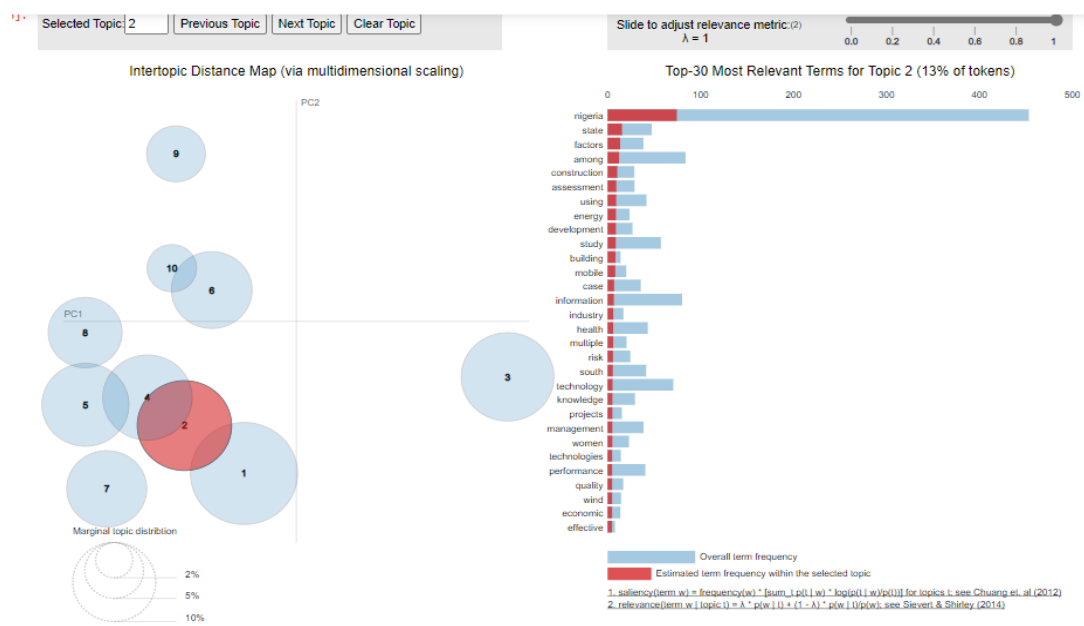 Selected Topic: 2 Previous Topic Next Topic Clear Topic
Slide to adjust relevance metric:(2)
λ = 1
0.0 0.2 0.4 0.6 0.8 1
Intertopic Distance Map (via multidimensional scaling)
PC2
PC1
9
10
6
8
3
5
4
2
1
7
Marginal topic distribtion
2%
5%
10%
Top-30 Most Relevant Terms for Topic 2 (13% of tokens)
0 100 200 300 400 500
nigeria
state
factors
among
construction
assessment
using
energy
development
study
building
mobile
case
information
industry
health
multiple
risk
south
technology
knowledge
projects
management
women
technologies
performance
quality
wind
economic
effective
Overall term frequency
Estimated term frequency within the selected topic
1. saliency(term w) = frequency(w) * [sum_t p(t | w) * log(p(t | w)/p(t))] for topics t; see Chuang et. al (2012)
2. relevance(term w | topic t) = λ * p(w | t) + (1 - λ) * p(w | t)/p(w); see Sievert & Shirley (2014)